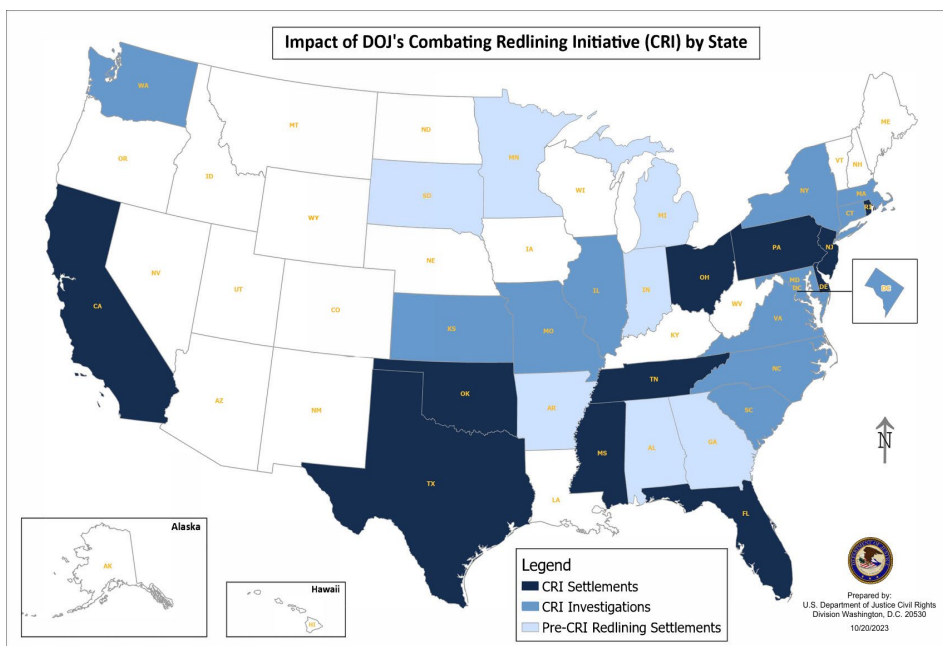 Impact of DOJ's Combating Redlining Initiative (CRI) by State
WA
MT
ND
MN
ME
OR
ID
SD
WI
MI
VT
NH
NY
MA
CT
RI
WY
IA
NE
PA
NJ
NV
UT
CO
IL
IN
OH
MD
DC
DE
DC
WV
VA
CA
KS
MO
KY
NC
TN
AZ
NM
OK
AR
SC
MS
AL
GA
TX
LA
FL
N
Alaska
AK
Hawaii
HI
Legend
CRI Settlements
CRI Investigations
Pre-CRI Redlining Settlements
Prepared by:
U.S. Department of Justice Civil Rights
Division Washington, D.C. 20530
10/20/2023